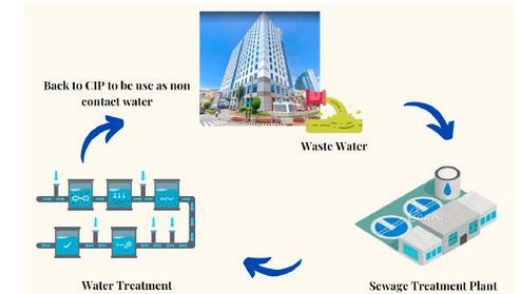 Back to CIP to be use as non
contact water
Waste Water
Water Treatment
Sewage Treatment Plant